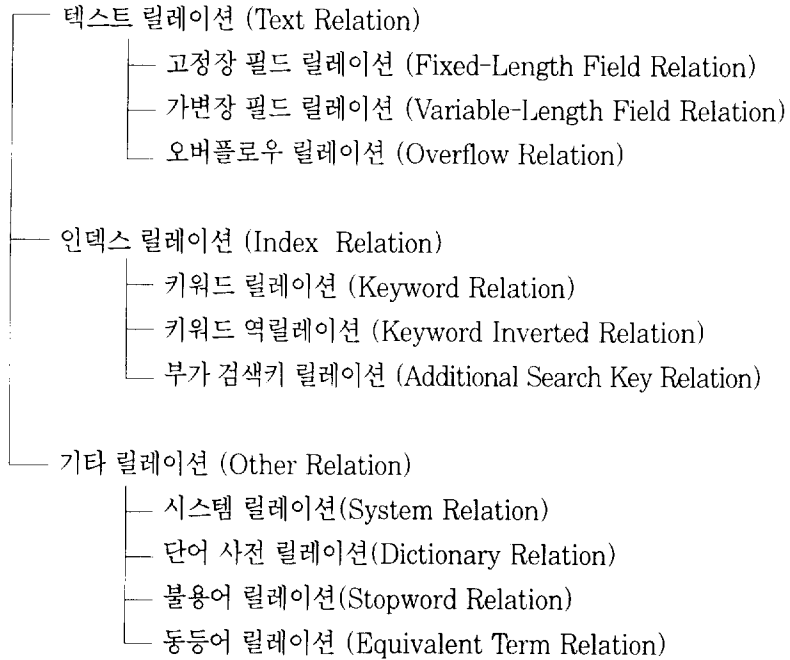 텍스트 릴레이션 (Text Relation)
고정장 필드 릴레이션 (Fixed-Length Field Relation)
가변장 필드 릴레이션 (Variable-Length Field Relation)
오버플로우 릴레이션 (Overflow Relation)
인덱스 릴레이션 (Index Relation)
키워드 릴레이션 (Keyword Relation)
키워드 역릴레이션 (Keyword Inverted Relation)
부가 검색키 릴레이션 (Additional Search Key Relation)
기타 릴레이션 (Other Relation)
시스템 릴레이션(System Relation)
단어 사전 릴레이션(Dictionary Relation)
불용어 릴레이션(Stopword Relation)
동등어 릴레이션 (Equivalent Term Relation)